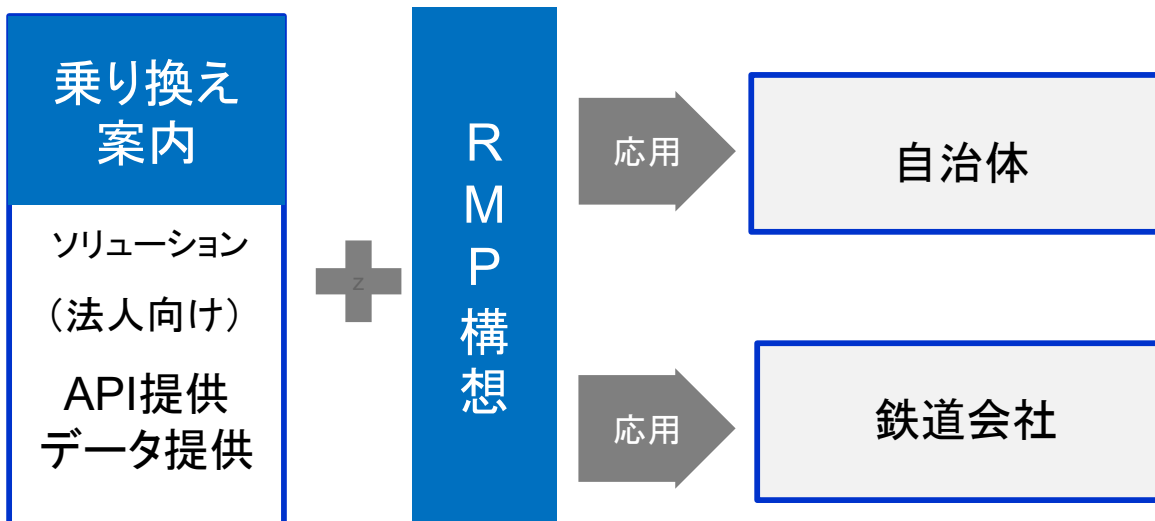 乗り換え
案内
ソリューション
（法人向け）
API提供
データ提供
z
R
M
P
構
想
応用
自治体
応用
鉄道会社